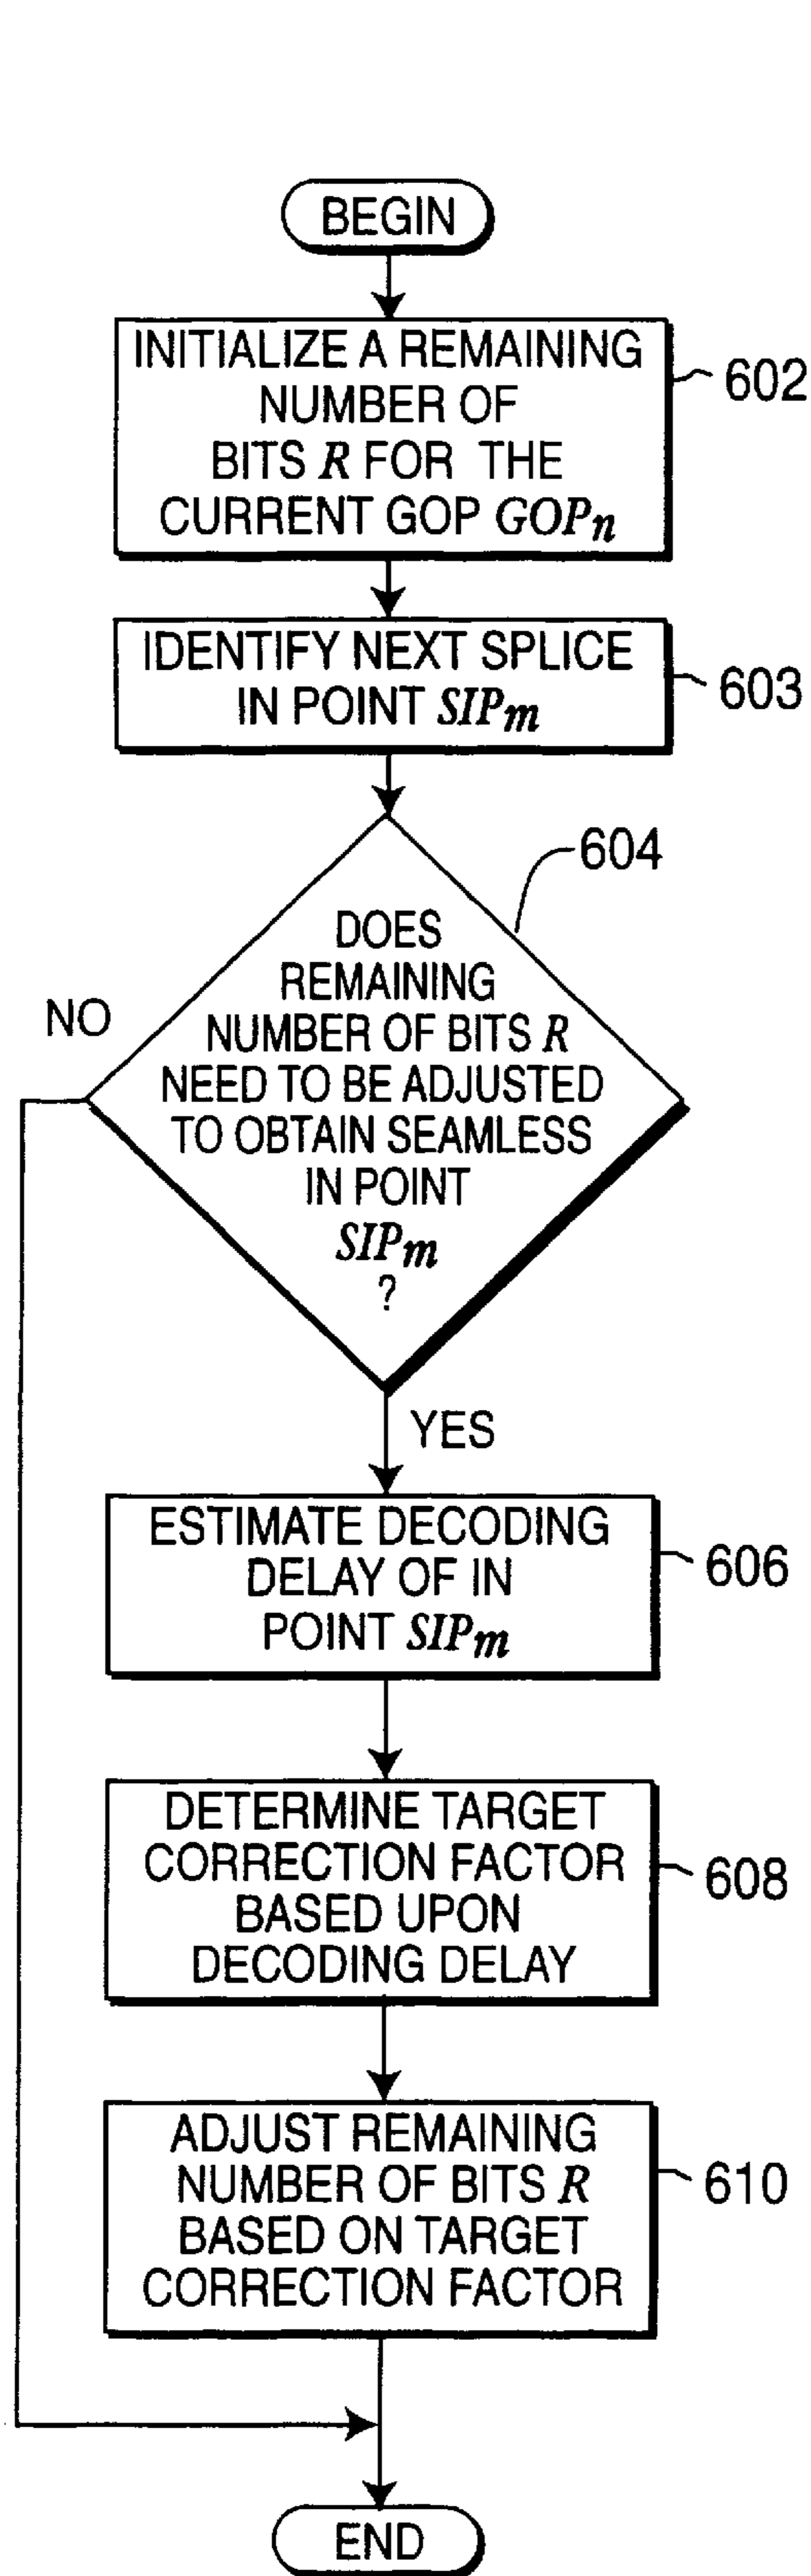 BEGIN
INITIALIZE A REMAINING
NUMBER OF
BITS R FOR THE
CURRENT GOP GOPn
602
IDENTIFY NEXT SPLICE
IN POINT SIPm
603
604
DOES
REMAINING
NUMBER OF BITS R
NEED TO BE ADJUSTED
TO OBTAIN SEAMLESS
IN POINT
SIPm
?
NO
YES
ESTIMATE DECODING
DELAY OF IN
POINT SIPm
606
DETERMINE TARGET
CORRECTION FACTOR
BASED UPON
DECODING DELAY
608
ADJUST REMAINING
NUMBER OF BITS R
BASED ON TARGET
CORRECTION FACTOR
610
END